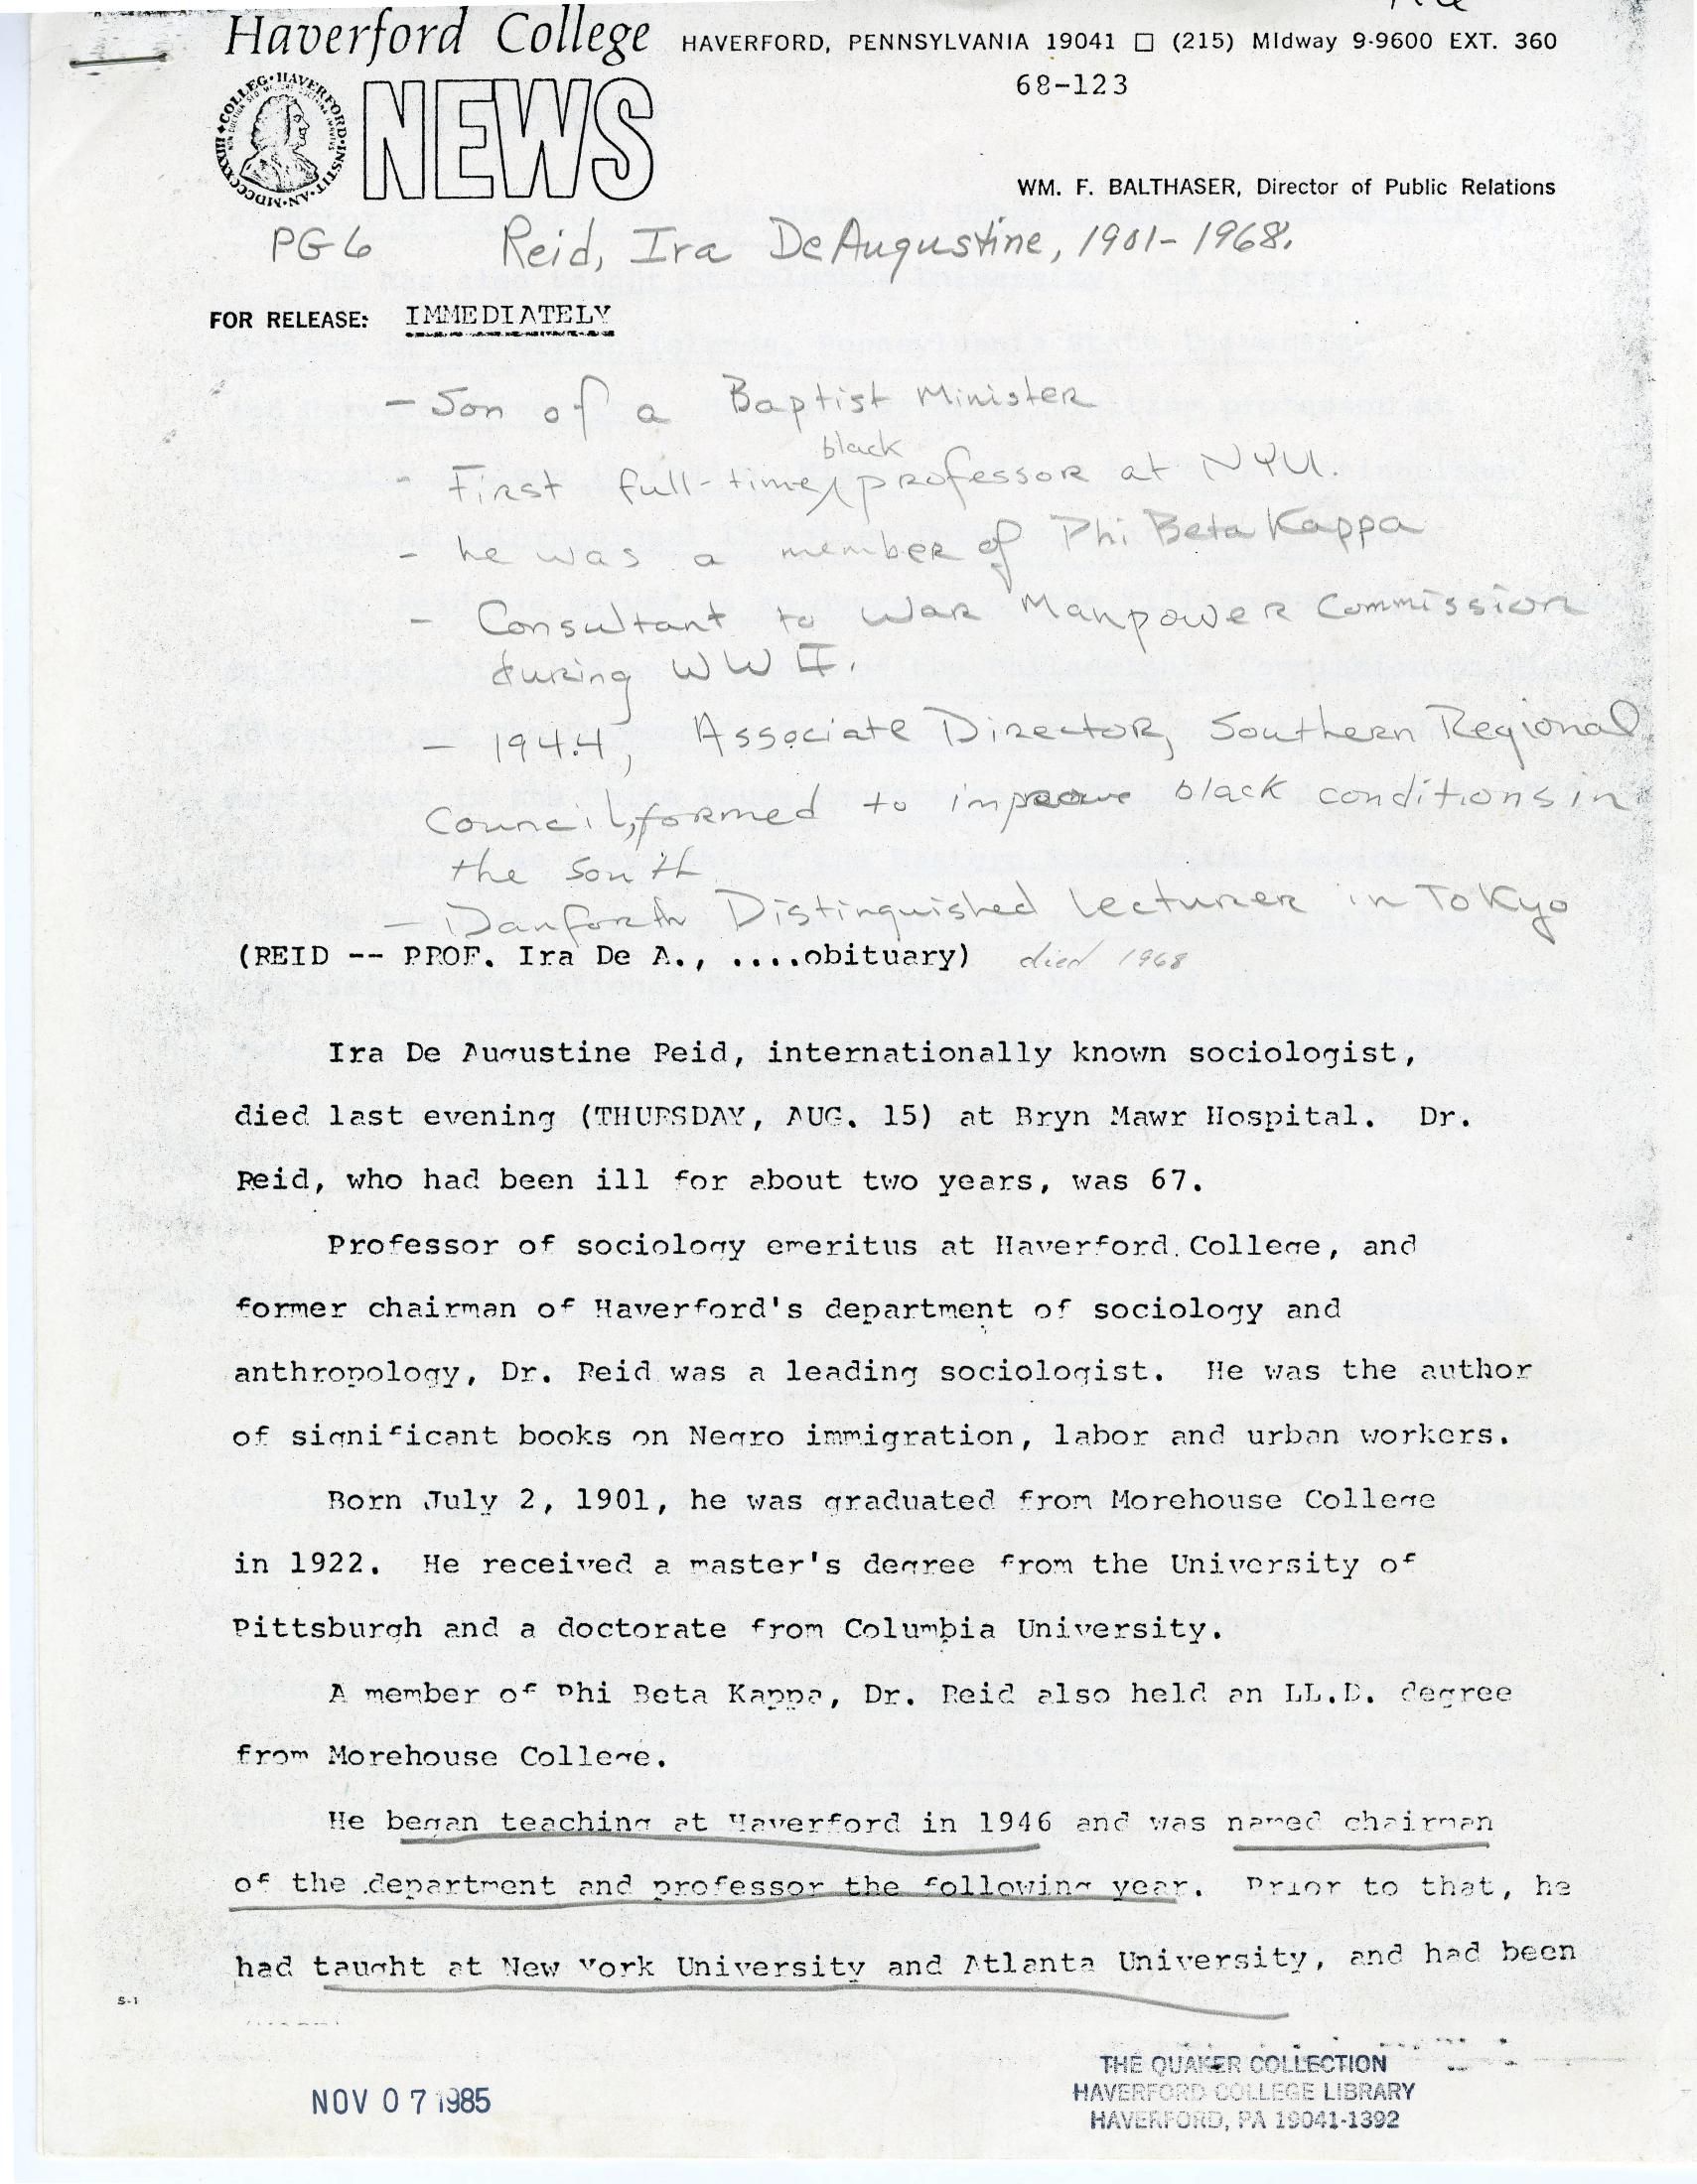 Haverford College HAVERFORD, PENNSYLVANIA 19041 □ (215) MIdway 9-9600 EXT. 360
68-123
COLLEG·HAVERFORD·INSTIT·AN·MDCCCXXXIII
NEWS
WM. F. BALTHASER, Director of Public Relations
PG6 Reid, Ira DeAugustine, 1901-1968.
FOR RELEASE: IMMEDIATELY
- Son of a Baptist Minister
black
- First full-time professor at NYU.
- he was a member of Phi Beta Kappa
- Consultant to War Manpower Commission
during WWII.
- 1944, Associate Director, Southern Regional
Council, formed to improve black conditions in
the South
- Danforth Distinguished lecturer in Tokyo
(REID -- PROF. Ira De A., ....obituary) died 1968
Ira De Augustine Reid, internationally known sociologist,
died last evening (THURSDAY, AUG. 15) at Bryn Mawr Hospital. Dr.
Reid, who had been ill for about two years, was 67.
Professor of sociology emeritus at Haverford College, and
former chairman of Haverford's department of sociology and
anthropology, Dr. Reid was a leading sociologist. He was the author
of significant books on Negro immigration, labor and urban workers.
Born July 2, 1901, he was graduated from Morehouse College
in 1922. He received a master's degree from the University of
Pittsburgh and a doctorate from Columbia University.
A member of Phi Beta Kappa, Dr. Reid also held an LL.D. degree
from Morehouse College.
He began teaching at Haverford in 1946 and was named chairman
of the department and professor the following year. Prior to that, he
had taught at New York University and Atlanta University, and had been
S-1
NOV 07 1985
THE QUAKER COLLECTION
HAVERFORD COLLEGE LIBRARY
HAVERFORD, PA 19041-1392